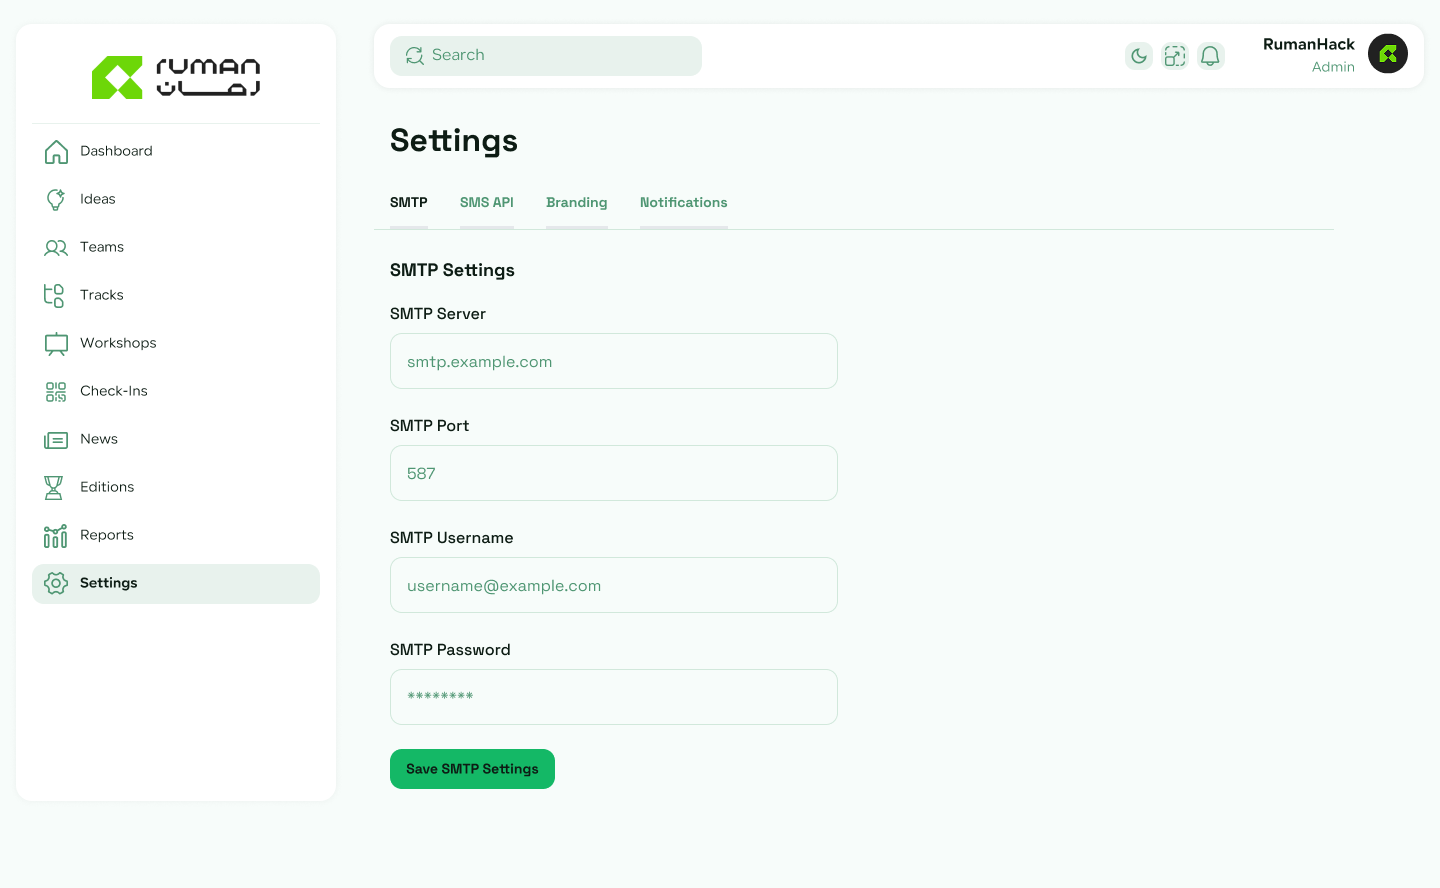 ruman
رمان
Dashboard
Ideas
Teams
Tracks
Workshops
Check-Ins
News
Editions
Reports
Settings
Search
RumanHack
Admin
Settings
SMTP SMS API Branding Notifications
SMTP Settings
SMTP Server
smtp.example.com
SMTP Port
587
SMTP Username
username@example.com
SMTP Password
********
Save SMTP Settings